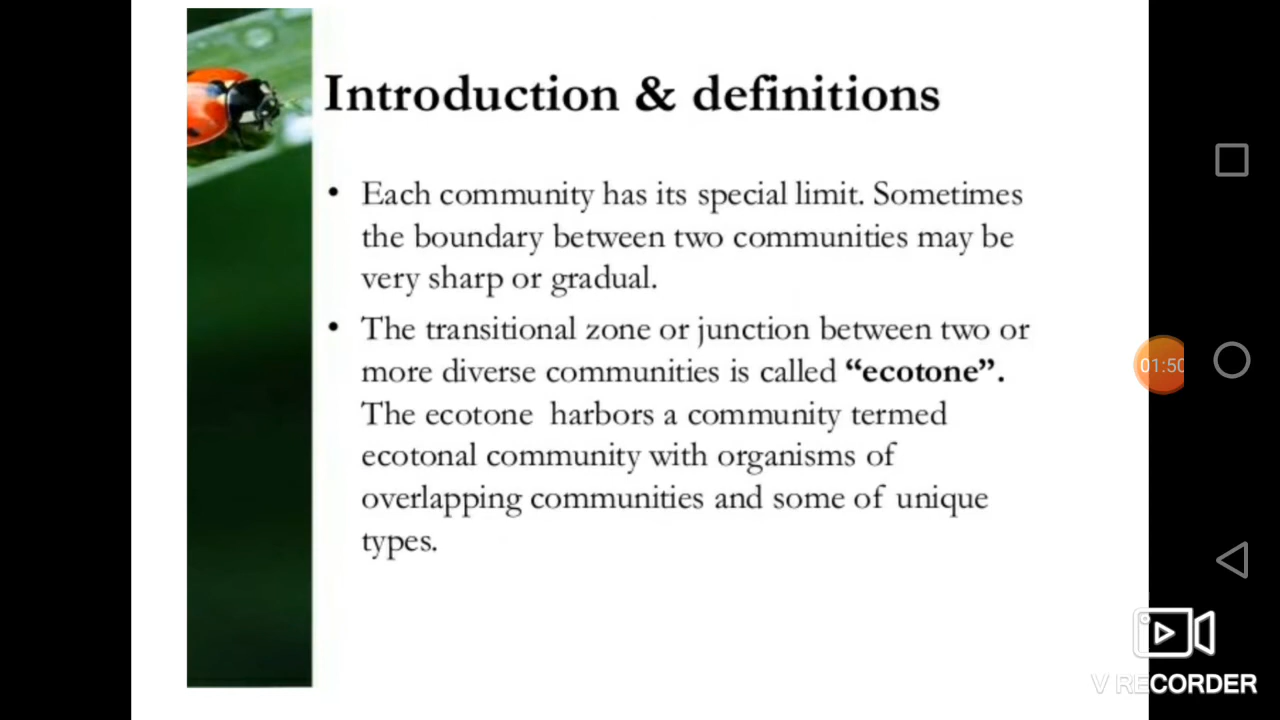 Introduction & definitions
• Each community has its special limit. Sometimes
the boundary between two communities may be
very sharp or gradual.
• The transitional zone or junction between two or
more diverse communities is called “ecotone”.
The ecotone harbors a community termed
ecotonal community with organisms of
overlapping communities and some of unique
types.
01:50
V RECORDER